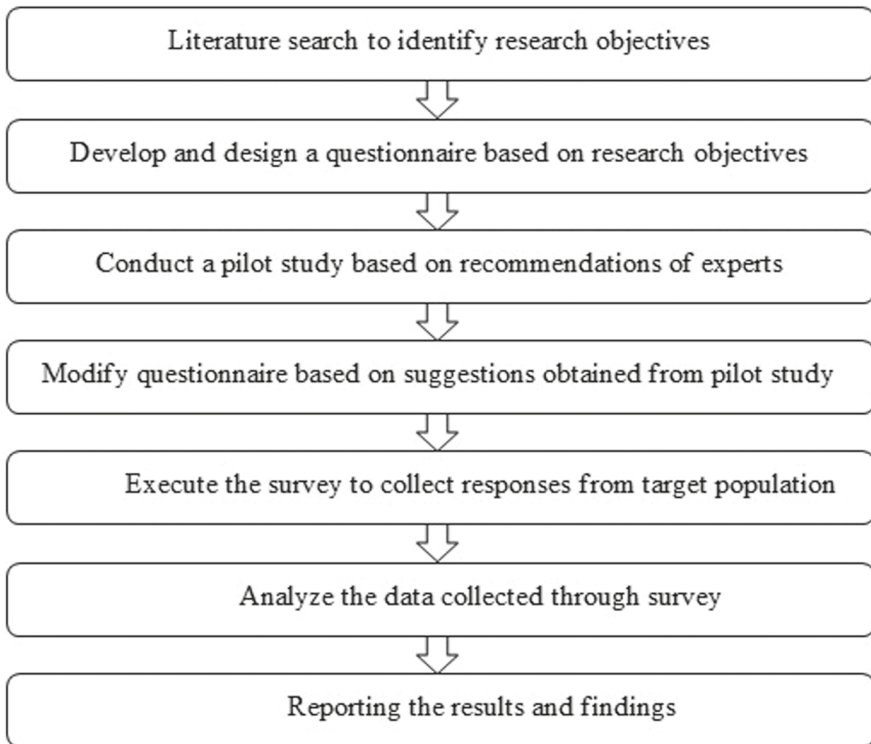 Literature search to identify research objectives
Develop and design a questionnaire based on research objectives
Conduct a pilot study based on recommendations of experts
Modify questionnaire based on suggestions obtained from pilot study
Execute the survey to collect responses from target population
Analyze the data collected through survey
Reporting the results and findings